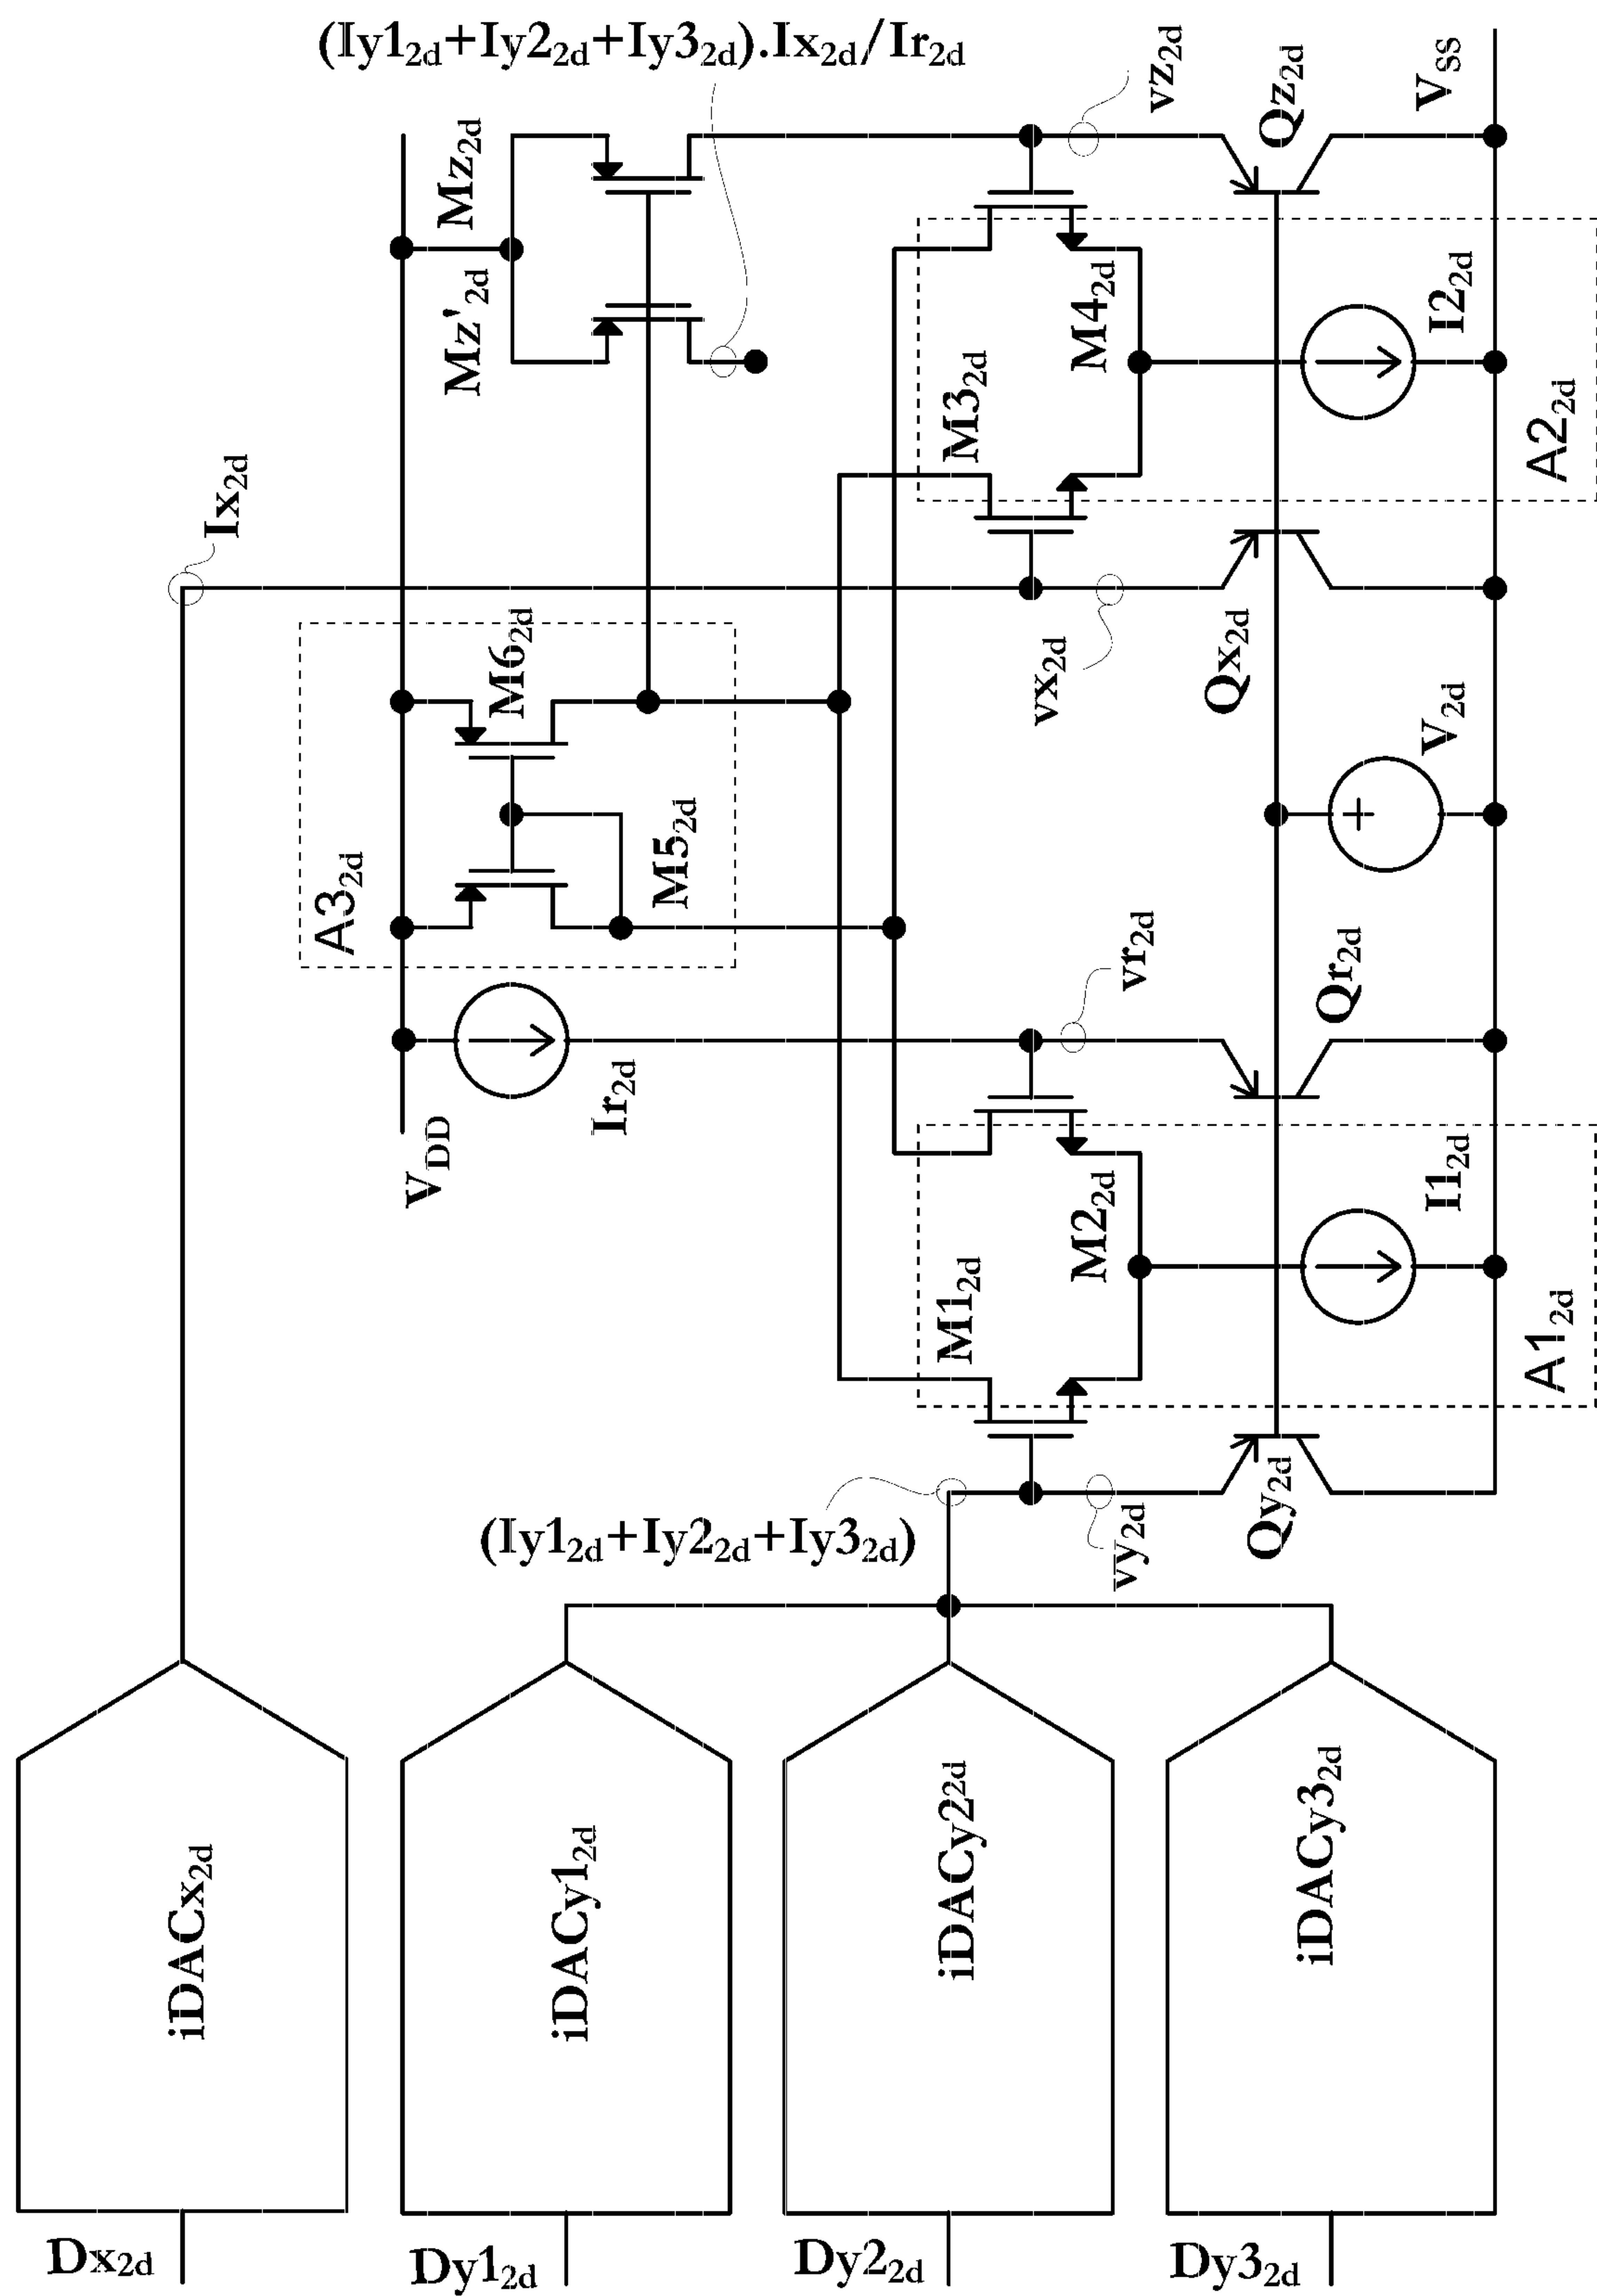 (Iy1₂d+Iy2₂d+Iy3₂d).Ix₂d/Ir₂d
Ix₂d
Mz'₂d
Mz₂d
A3₂d
M6₂d
M5₂d
VDD
Ir₂d
vr₂d
vx₂d
vz₂d
M1₂d
M2₂d
M3₂d
M4₂d
Qy₂d
Qr₂d
Qx₂d
Qz₂d
I1₂d
A1₂d
V₂d
I2₂d
A2₂d
VSS
(Iy1₂d+Iy2₂d+Iy3₂d)
vy₂d
iDACx₂d
iDACy1₂d
iDACy2²ᵈ
iDACy3₂d
Dx₂d
Dy1₂d
Dy2₂d
Dy3₂d